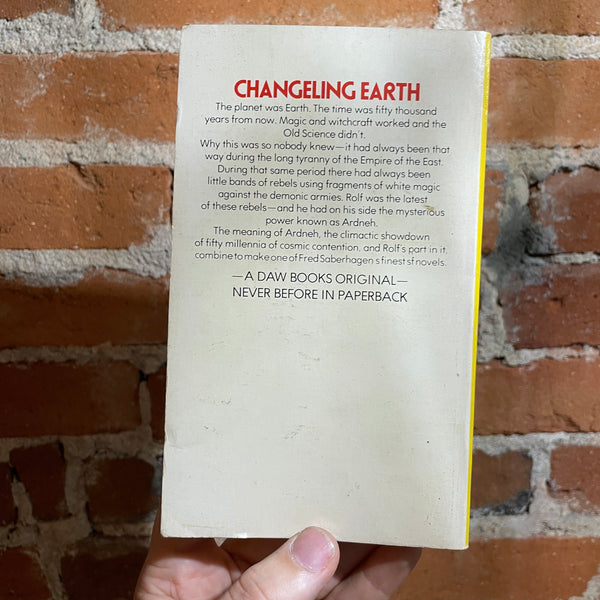 CHANGELING EARTH
The planet was Earth. The time was fifty thousand
years from now. Magic and witchcraft worked and the
Old Science didn't.
Why this was so nobody knew—it had always been that
way during the long tyranny of the Empire of the East.
During that same period there had always been
little bands of rebels using fragments of white magic
against the demonic armies. Rolf was the latest
of these rebels—and he had on his side the mysterious
power known as Ardneh.
The meaning of Ardneh, the climactic showdown
of fifty millennia of cosmic contention, and Rolf's part in it,
combine to make one of Fred Saberhagen's finest sf novels.
—A DAW BOOKS ORIGINAL—
NEVER BEFORE IN PAPERBACK